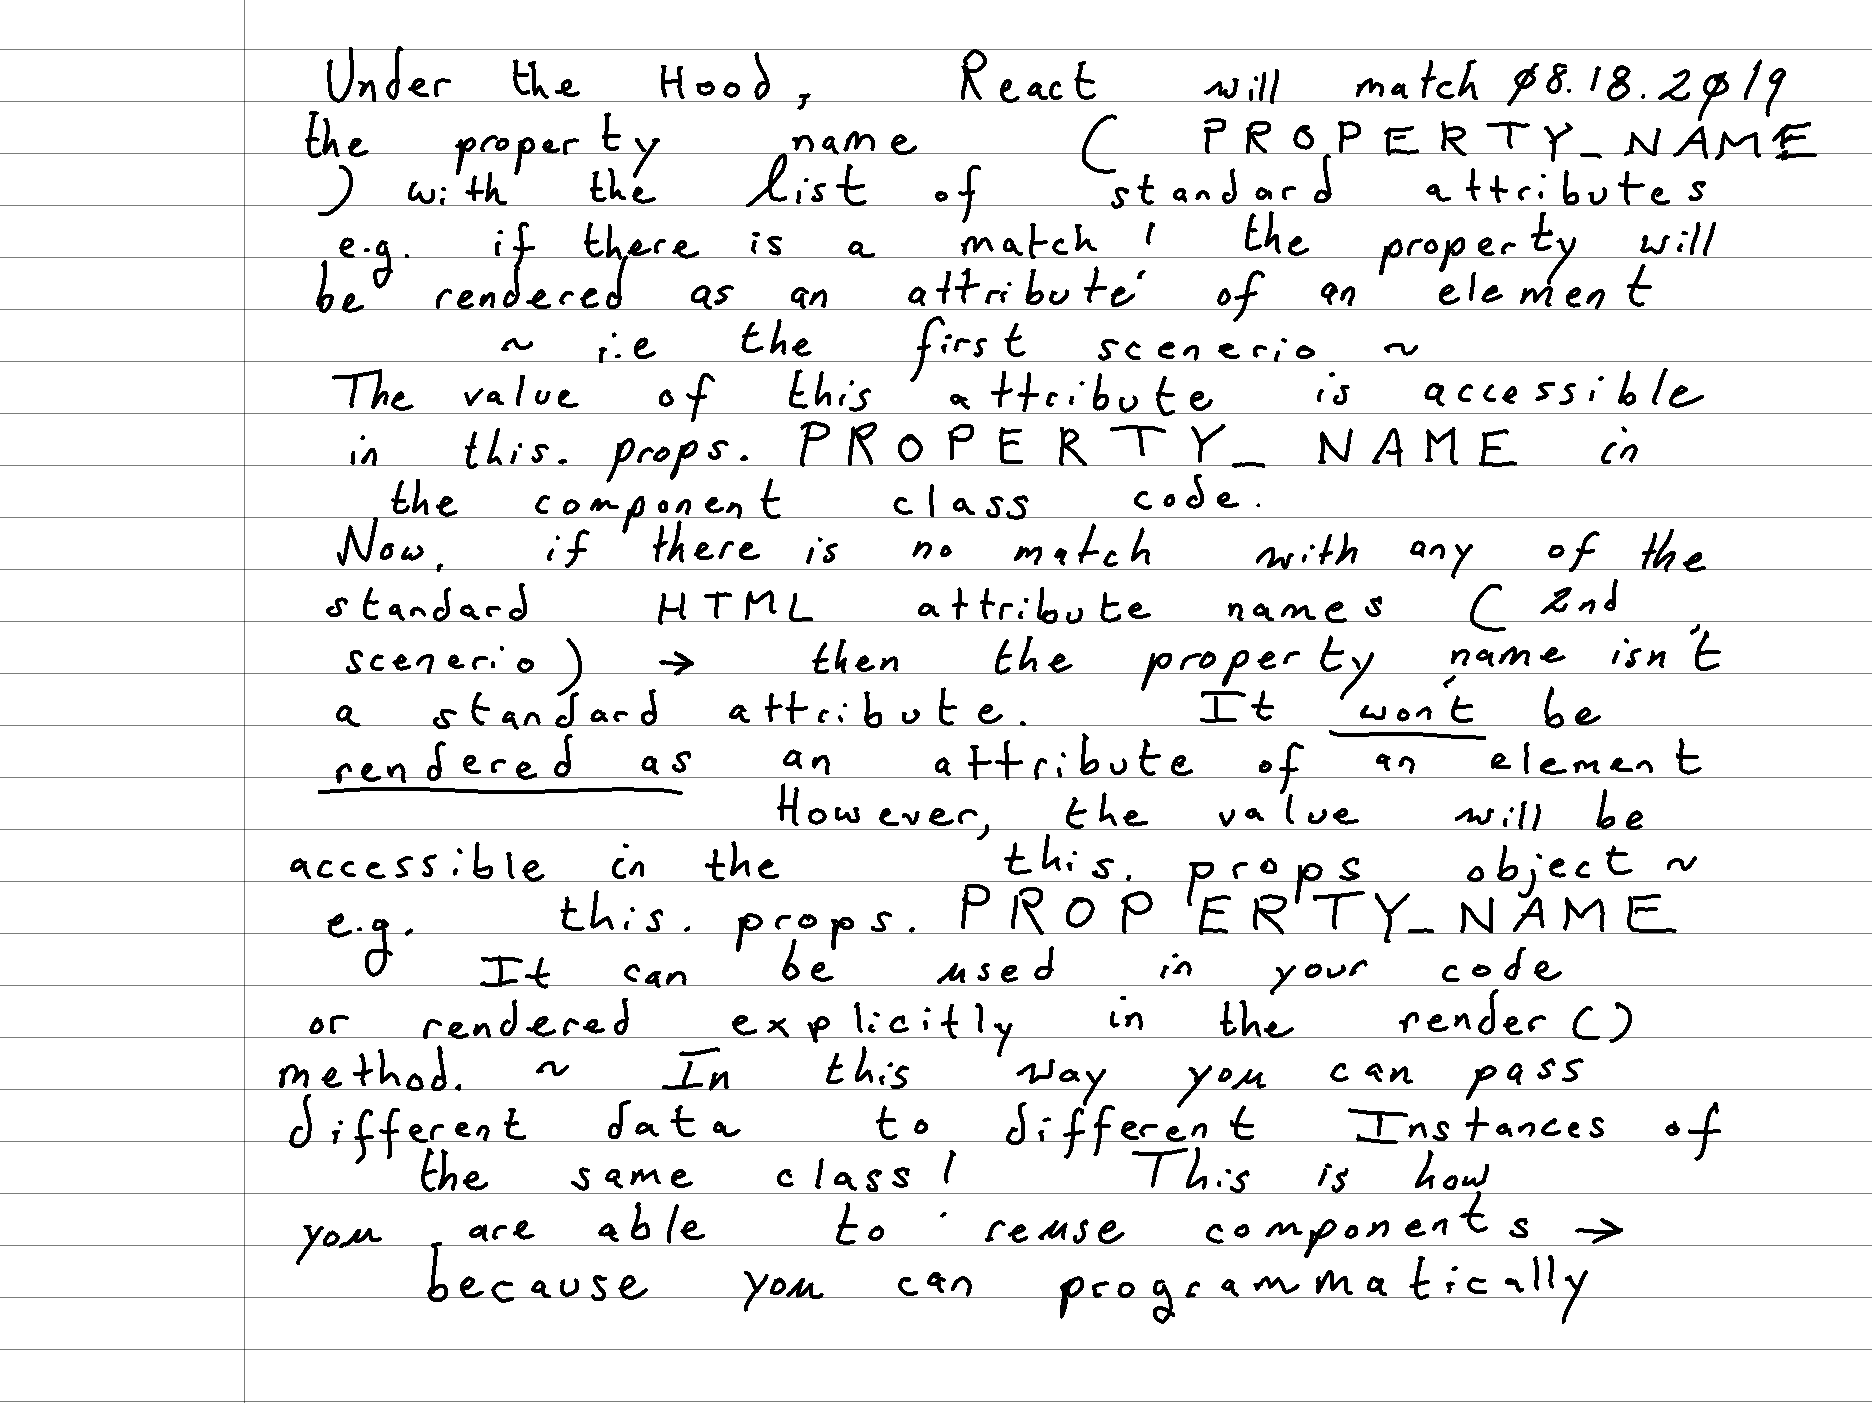 Under the Hood, React will match 08.18.2019
the property name ( PROPERTY_NAME
) with the list of standard attributes
e.g. if there is a match! the property will
be rendered as an attribute of an element
~ i.e the first scenerio ~
The value of this attribute is accessible
in this. props. PROPERTY_ NAME in
the component class code.
Now, if there is no match with any of the
standard HTML attribute names ( 2nd
scenerio) → then the property name isn't
a standard attribute. It won't be
rendered as an attribute of an element
However, the value will be
accessible in the this. props object ~
e.g. this. props. PROPERTY_NAME
It can be used in your code
or rendered explicitly in the render ()
method. ~ In this way you can pass
different data to different Instances of
the same class! This is how
you are able to reuse components →
because you can programmatically